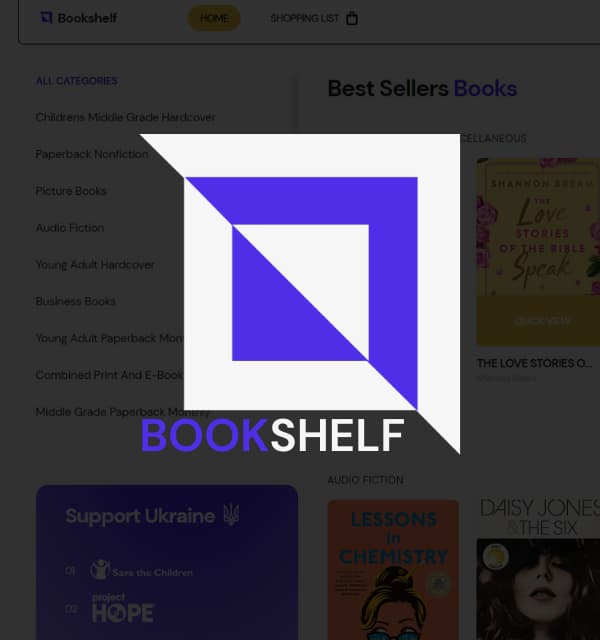 Bookshelf
HOME
SHOPPING LIST
ALL CATEGORIES
Best Sellers Books
Childrens Middle Grade Hardcover
CELLANEOUS
Paperback Nonfiction
Picture Books
Audio Fiction
Young Adult Hardcover
Business Books
Young Adult Paperback Mon
Combined Print And E-Book
Middle Grade Paperback Monthly
SHANNON BREAM
THE
Love
STORIES
OF THE BIBLE
Speak
QUICK VIEW
THE LOVE STORIES O...
Shannon Bream
BOOKSHELF
Support Ukraine
01
Save the Children
02
project
HOPE
AUDIO FICTION
LESSONS
in
CHEMISTRY
DAISY JONES
& THE SIX